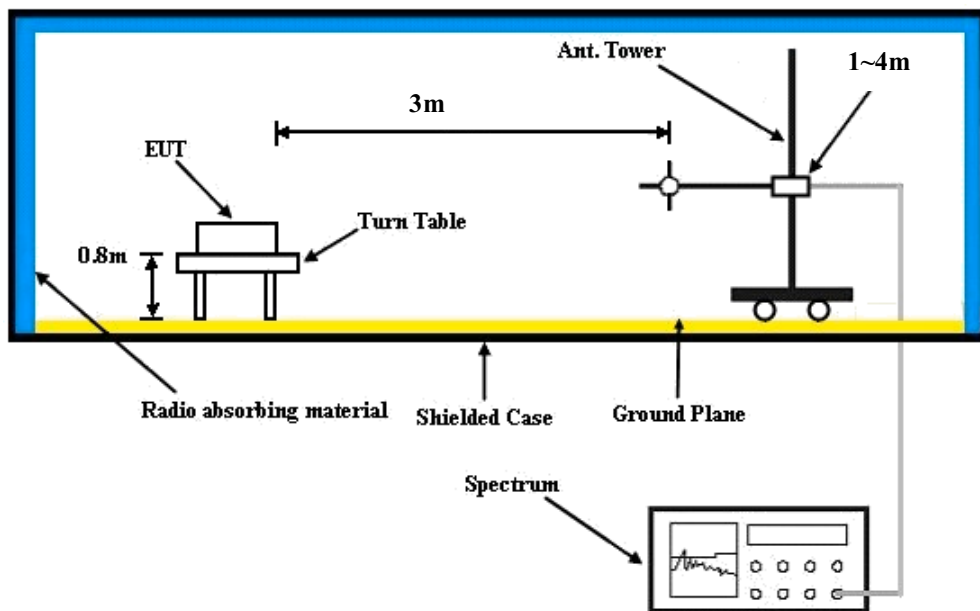 Ant. Tower
1~4m
3m
EUT
Turn Table
0.8m
Radio absorbing material
Shielded Case
Ground Plane
Spectrum